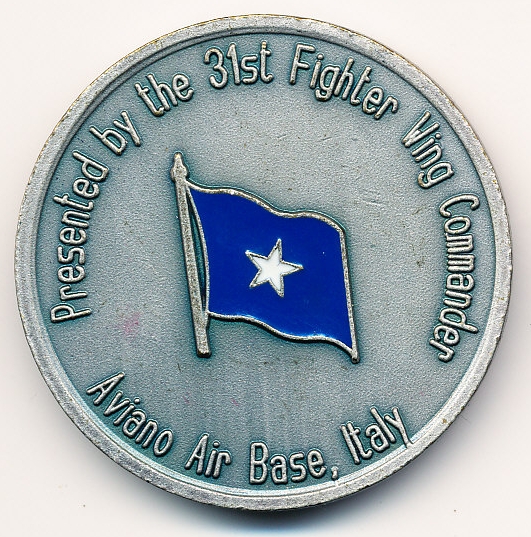 Presented by the 31st Fighter Wing Commander
Aviano Air Base, Italy